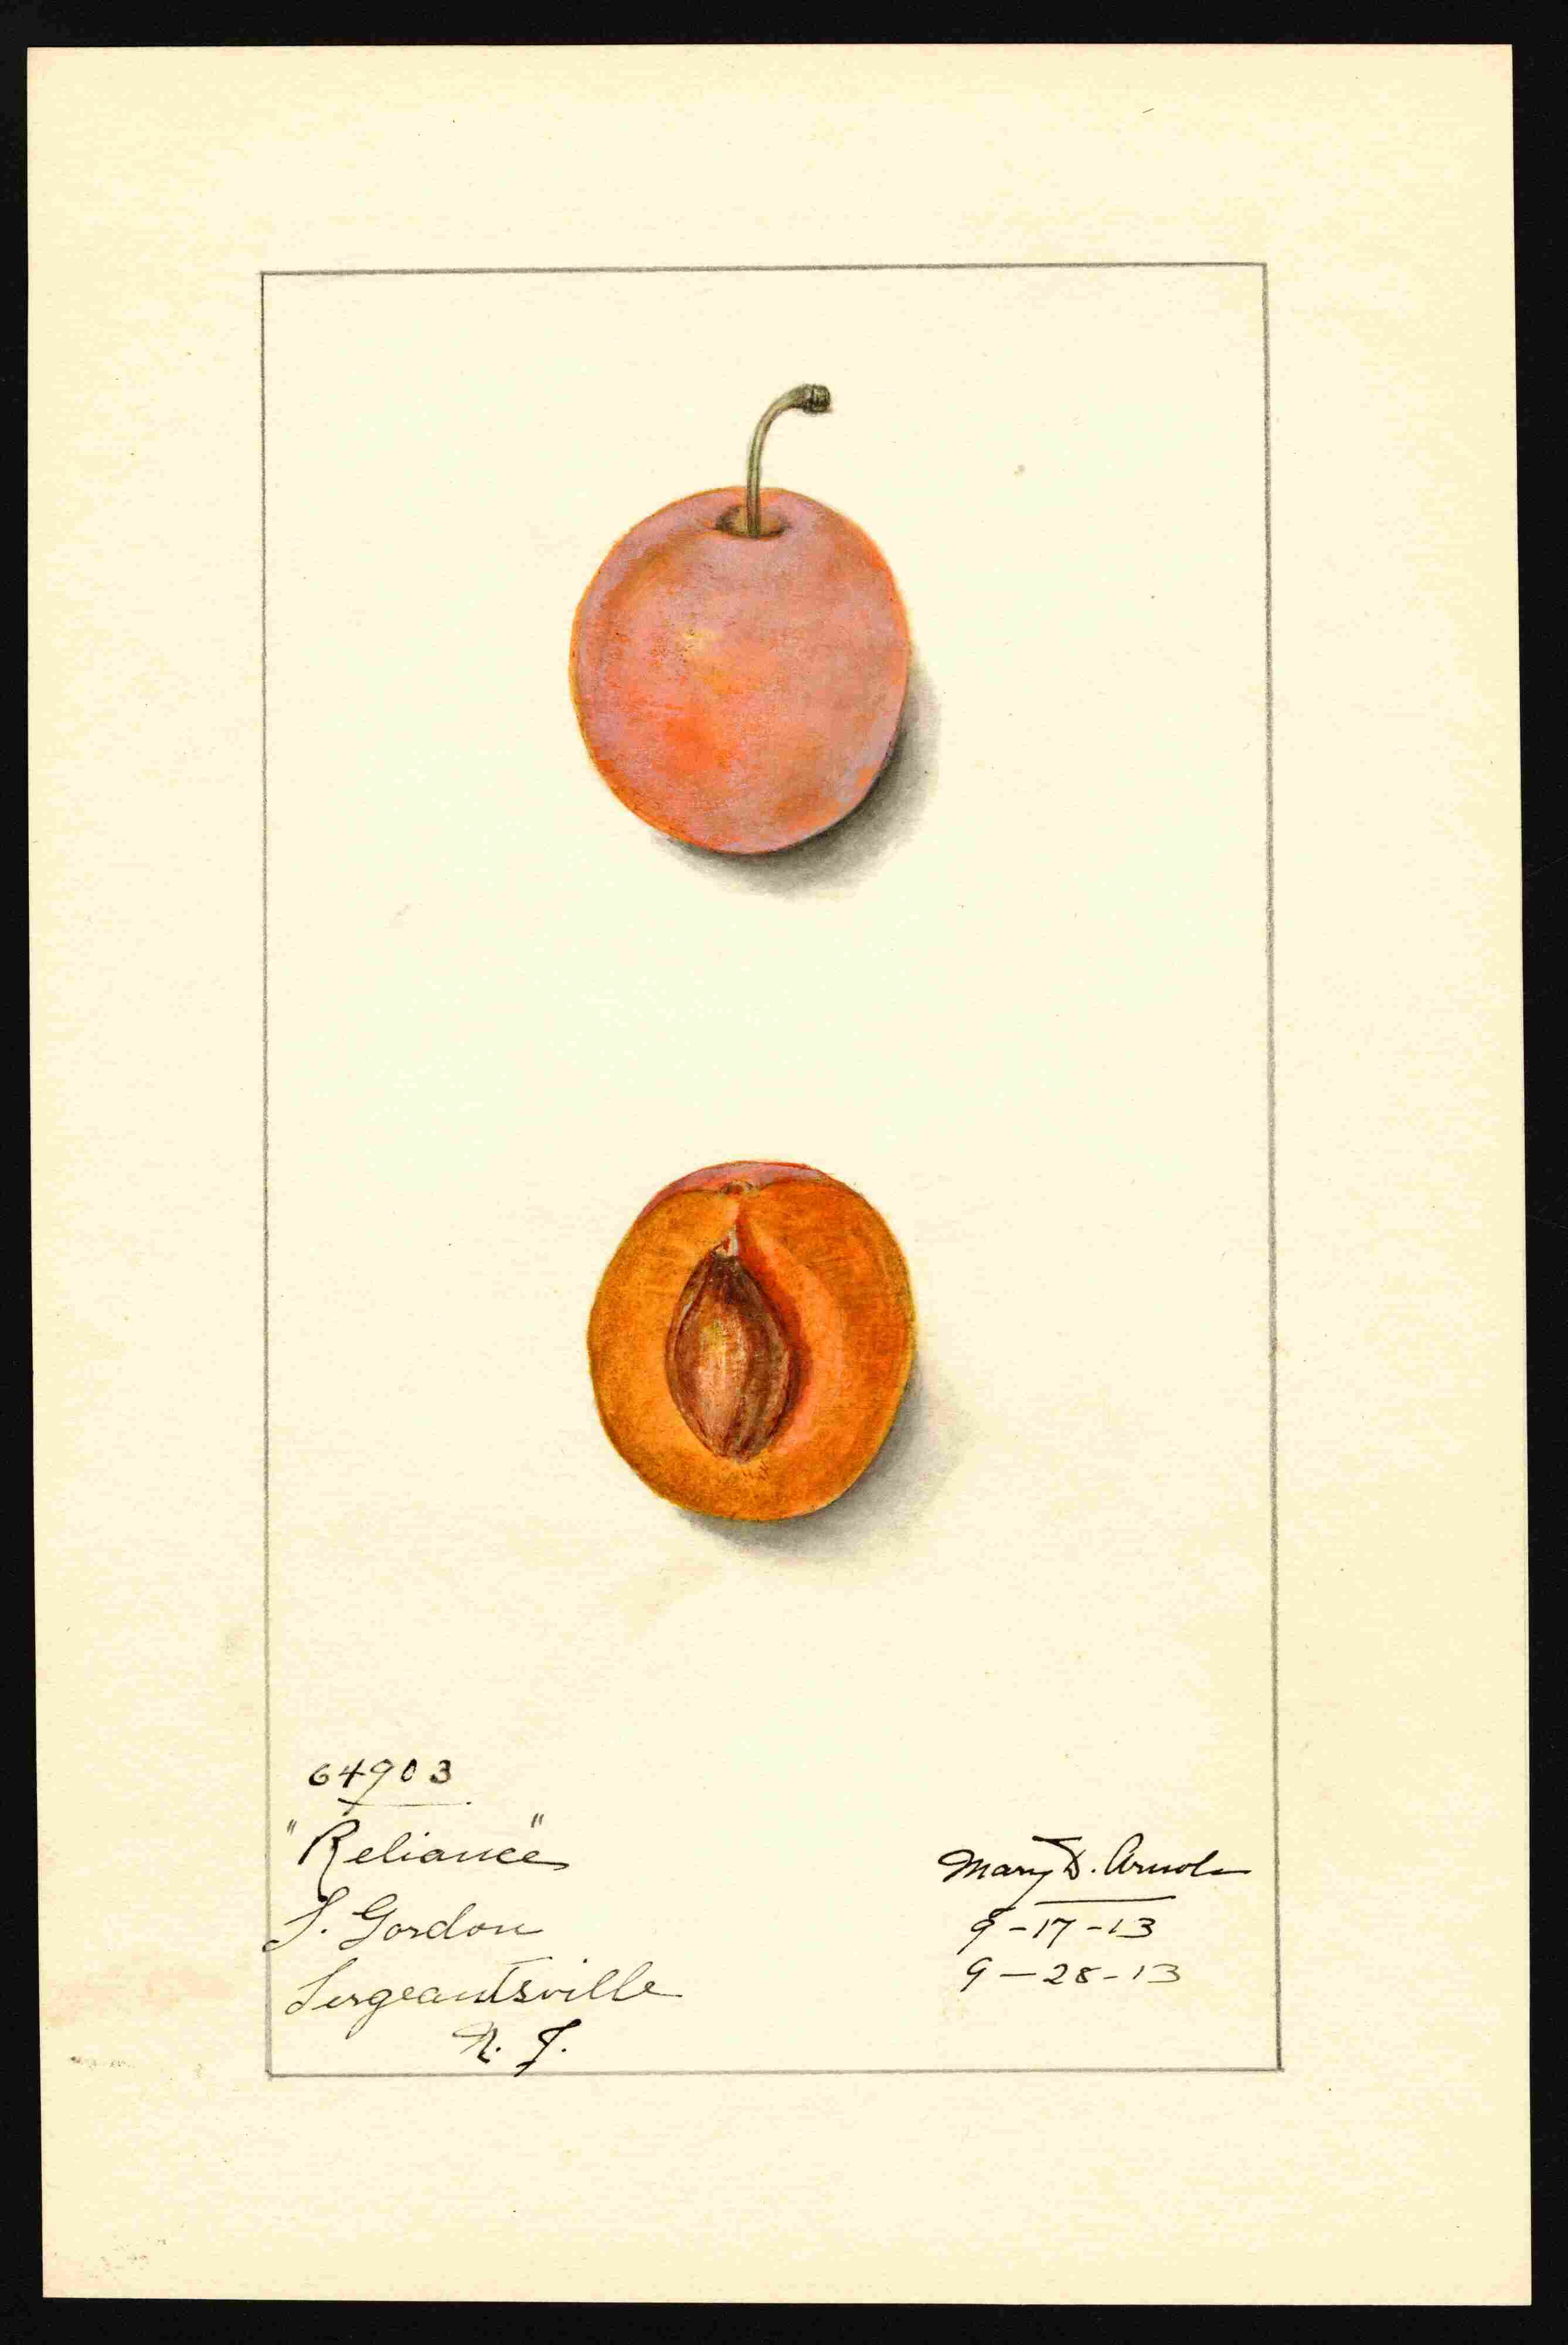 64903
"Reliance"
S. Gordon
Sergeantsville
N. J.
Mary D. Arnold
9-17-13
9-28-13